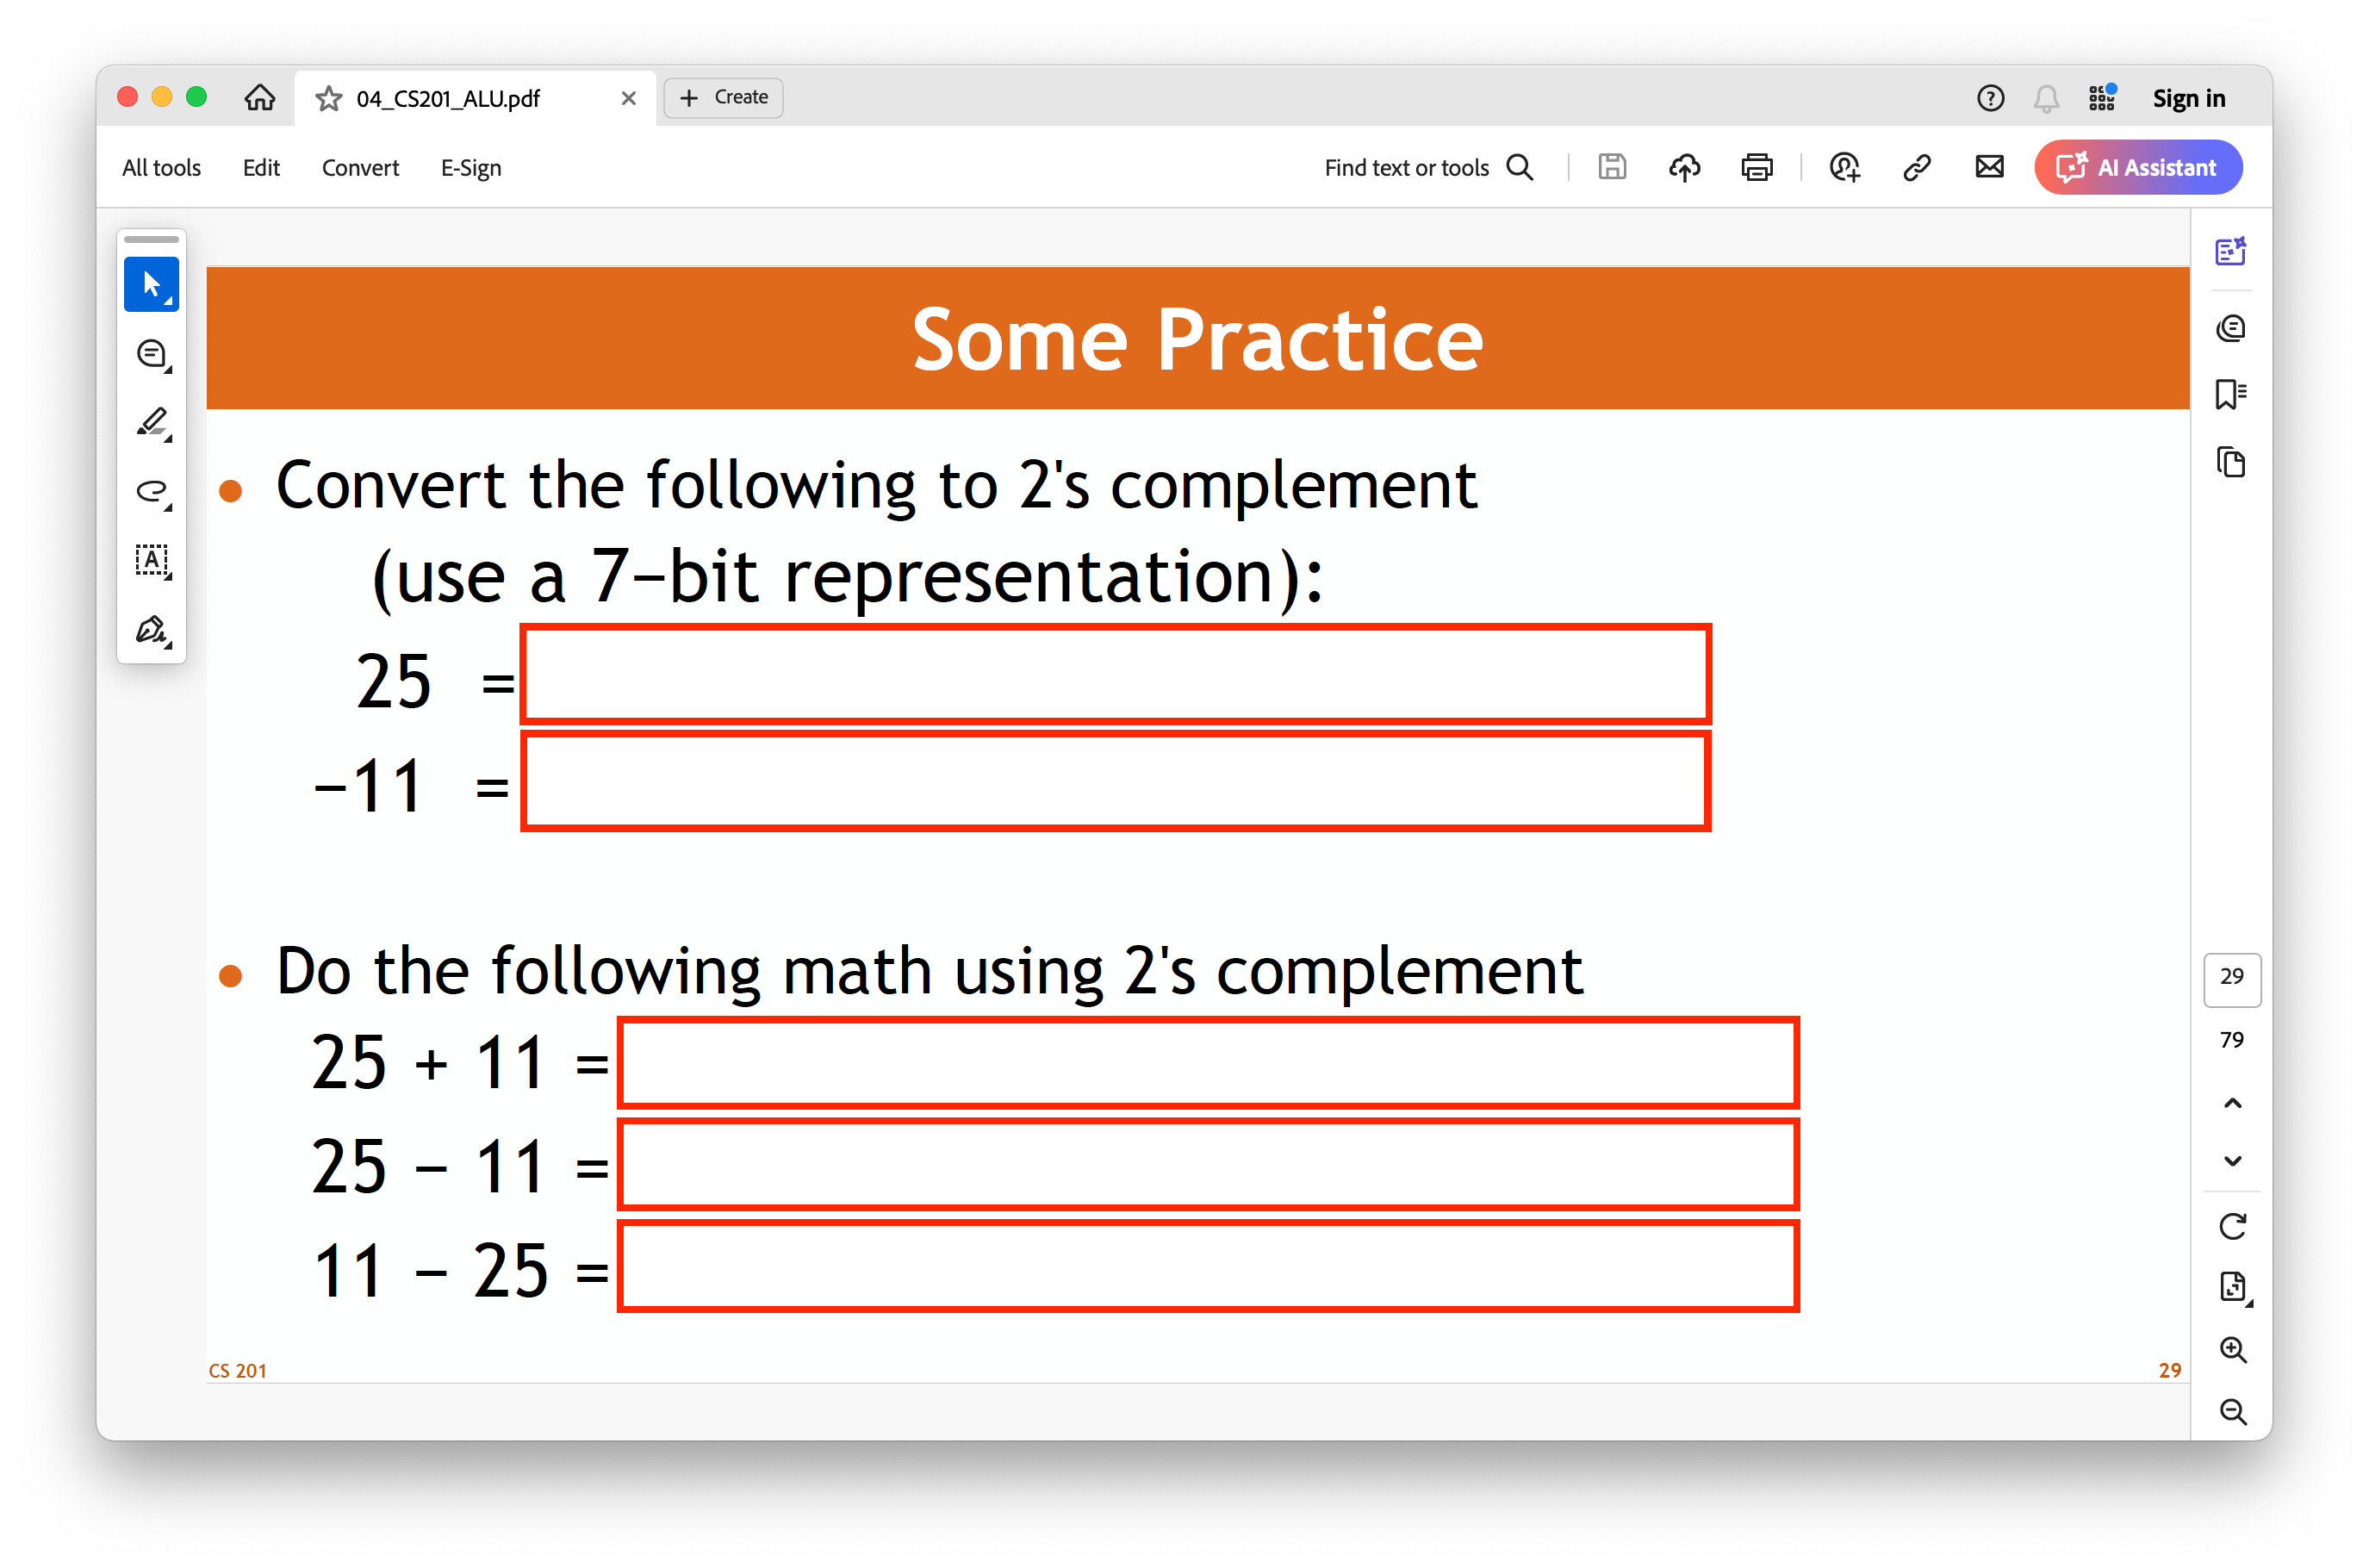 04_CS201_ALU.pdf
Create
Sign in
All tools
Edit
Convert
E-Sign
Find text or tools
AI Assistant
Some Practice
Convert the following to 2's complement
(use a 7–bit representation):
25 =
–11 =
Do the following math using 2's complement
25 + 11 =
25 – 11 =
11 – 25 =
CS 201
29
29
79